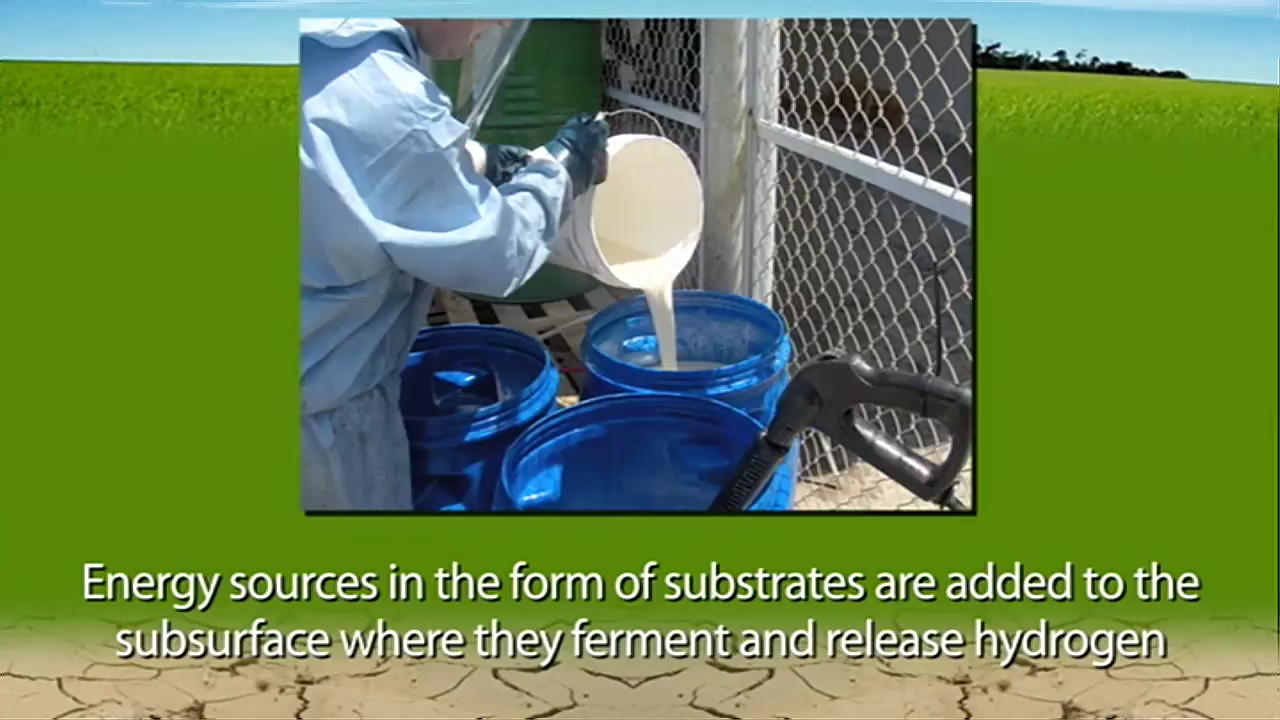 Energy sources in the form of substrates are added to the
subsurface where they ferment and release hydrogen